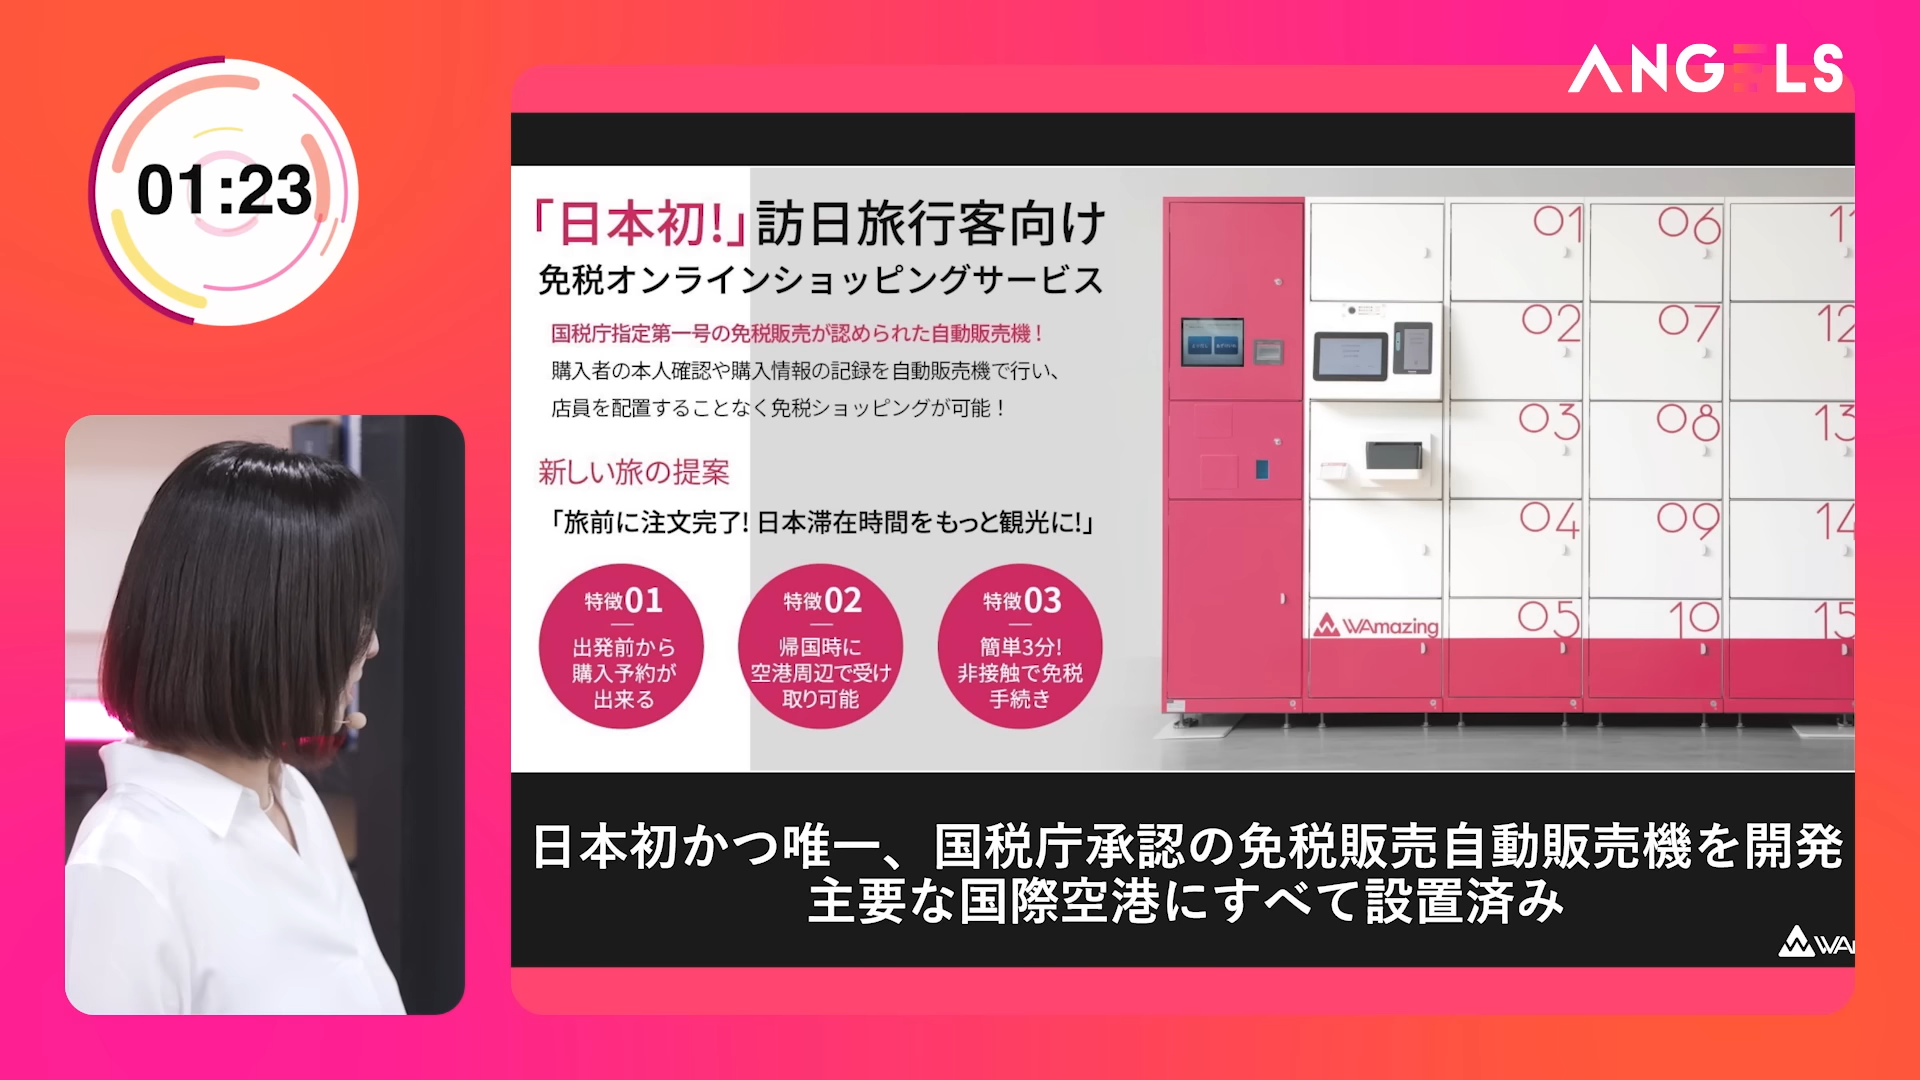 ANGELS
01:23
「日本初!」訪日旅行客向け
免税オンラインショッピングサービス
国税庁指定第一号の免税販売が認められた自動販売機！
購入者の本人確認や購入情報の記録を自動販売機で行い、
店員を配置することなく免税ショッピングが可能！
新しい旅の提案
「旅前に注文完了! 日本滞在時間をもっと観光に!」
特徴01
出発前から
購入予約が
出来る
特徴02
帰国時に
空港周辺で受け
取り可能
特徴03
簡単3分!
非接触で免税
手続き
01 06 11
02 07 12
03 08 13
04 09 14
WAmazing 05 10 15
日本初かつ唯一、国税庁承認の免税販売自動販売機を開発
主要な国際空港にすべて設置済み